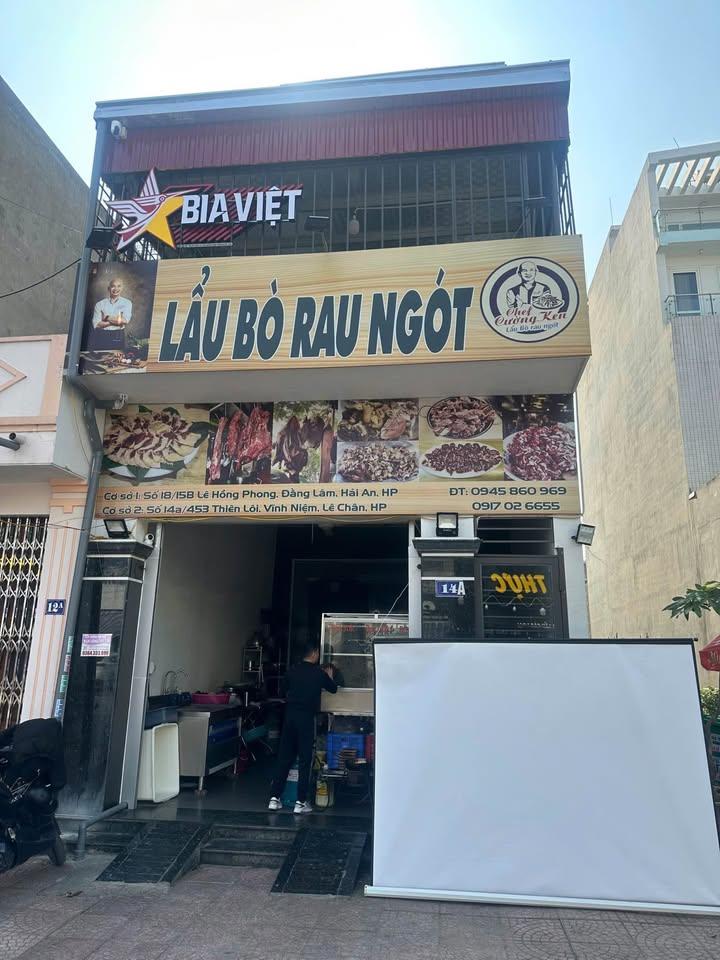 BIA VIỆT
LẨU BÒ RAU NGÓT
Chef
Cường Ken
Lẩu Bò rau ngót
Cơ sở 1: Số 18/15B Lê Hồng Phong, Đằng Lâm, Hải An, HP
ĐT: 0945 860 969
Cơ sở 2: Số 14a/453 Thiên Lôi, Vĩnh Niệm, Lê Chân, HP
0917 02 6655
14A
THỰC
12A